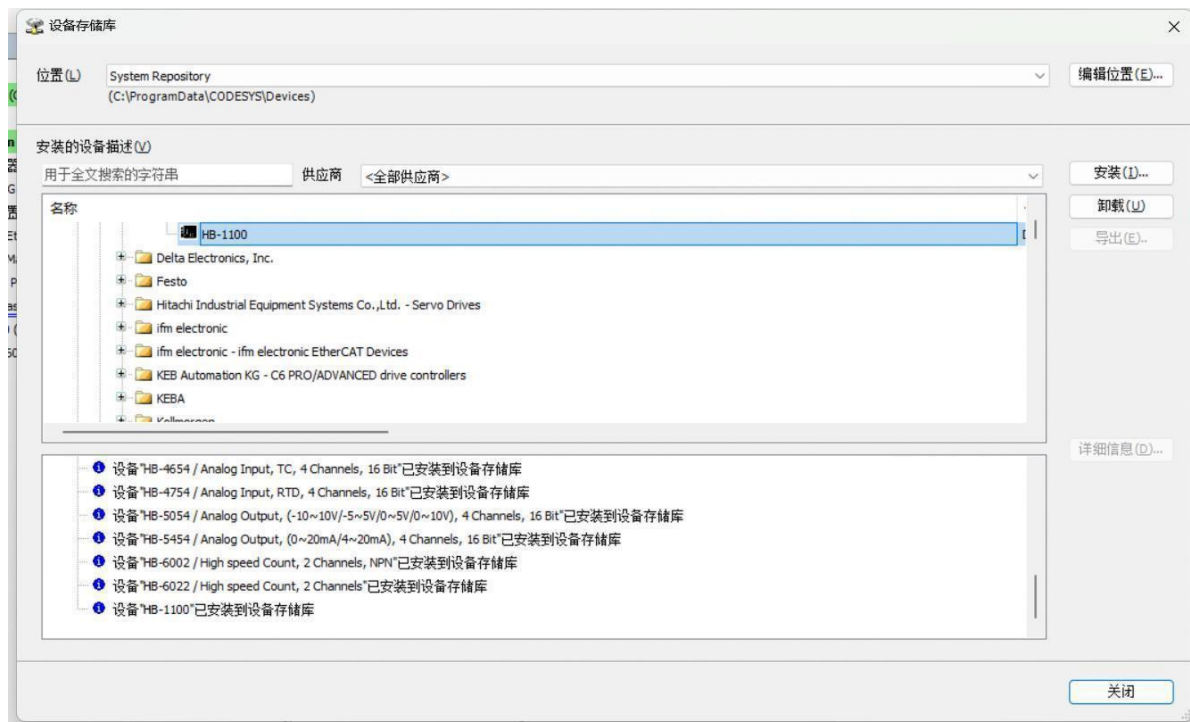 设备存储库
位置(L) System Repository 编辑位置(E)...
(C:\ProgramData\CODESYS\Devices)
安装的设备描述(V)
用于全文搜索的字符串 供应商 <全部供应商> 安装(I)...
名称 卸载(U)
HB-1100
导出(E)..
Delta Electronics, Inc.
Festo
Hitachi Industrial Equipment Systems Co.,Ltd. - Servo Drives
ifm electronic
ifm electronic - ifm electronic EtherCAT Devices
KEB Automation KG - C6 PRO/ADVANCED drive controllers
KEBA
Kollmorgen
详细信息(D)...
设备"HB-4654 / Analog Input, TC, 4 Channels, 16 Bit"已安装到设备存储库
设备"HB-4754 / Analog Input, RTD, 4 Channels, 16 Bit"已安装到设备存储库
设备"HB-5054 / Analog Output, (-10~10V/-5~5V/0~5V/0~10V), 4 Channels, 16 Bit"已安装到设备存储库
设备"HB-5454 / Analog Output, (0~20mA/4~20mA), 4 Channels, 16 Bit"已安装到设备存储库
设备"HB-6002 / High speed Count, 2 Channels, NPN"已安装到设备存储库
设备"HB-6022 / High speed Count, 2 Channels"已安装到设备存储库
设备"HB-1100"已安装到设备存储库
关闭